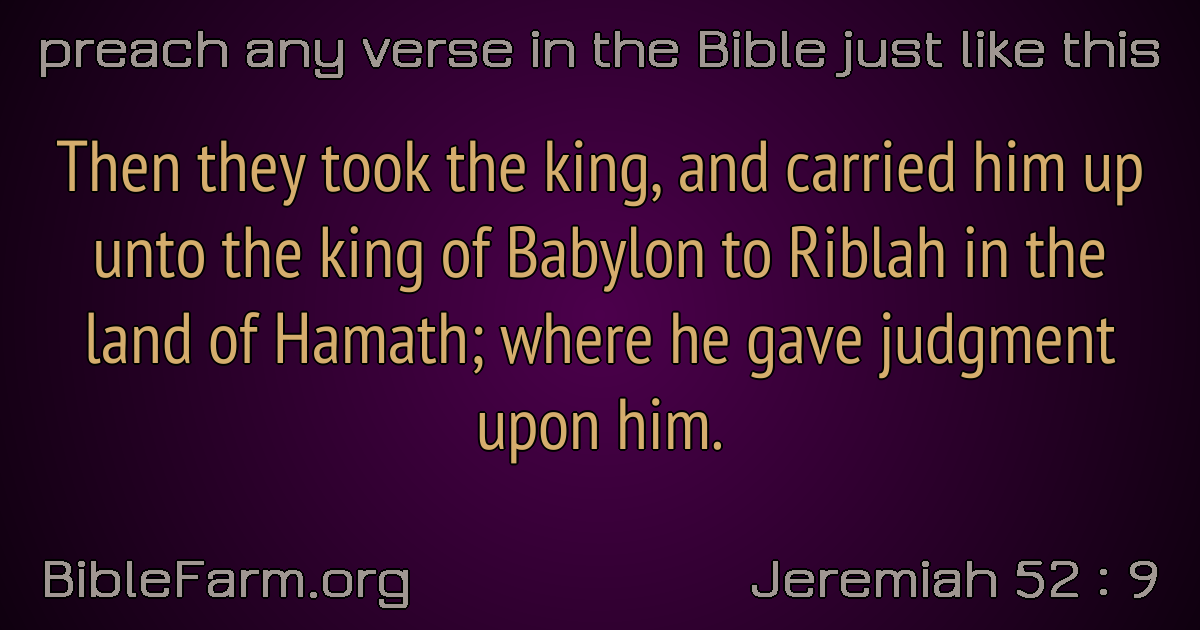 preach any verse in the Bible just like this
Then they took the king, and carried him up
unto the king of Babylon to Riblah in the
land of Hamath; where he gave judgment
upon him.
BibleFarm.org
Jeremiah 52 : 9